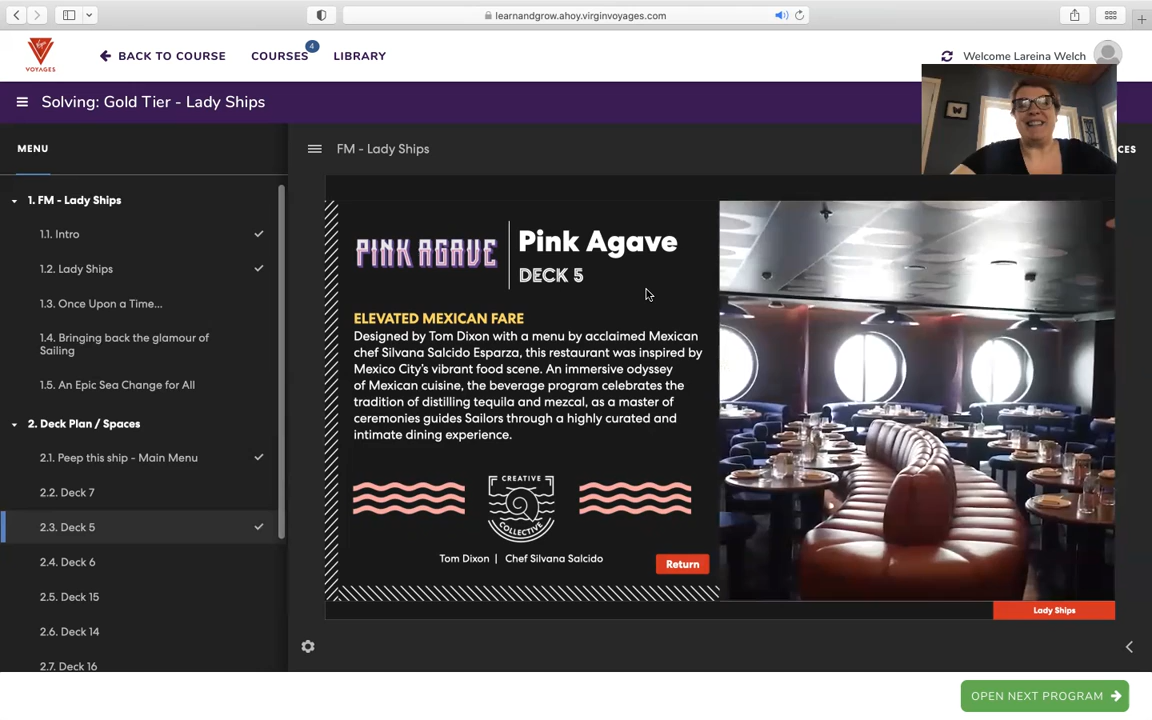 learnandgrow.ahoy.virginvoyages.com
VOYAGES
BACK TO COURSE
COURSES
4
LIBRARY
Welcome Lareina Welch
Solving: Gold Tier - Lady Ships
MENU
1. FM - Lady Ships
1.1. Intro
1.2. Lady Ships
1.3. Once Upon a Time...
1.4. Bringing back the glamour of
Sailing
1.5. An Epic Sea Change for All
2. Deck Plan / Spaces
2.1. Peep this ship - Main Menu
2.2. Deck 7
2.3. Deck 5
2.4. Deck 6
2.5. Deck 15
2.6. Deck 14
2.7. Deck 16
FM - Lady Ships
CES
PINK AGAVE
Pink Agave
DECK 5
ELEVATED MEXICAN FARE
Designed by Tom Dixon with a menu by acclaimed Mexican
chef Silvana Salcido Esparza, this restaurant was inspired by
Mexico City's vibrant food scene. An immersive odyssey
of Mexican cuisine, the beverage program celebrates the
tradition of distilling tequila and mezcal, as a master of
ceremonies guides Sailors through a highly curated and
intimate dining experience.
CREATIVE
COLLECTIVE
Tom Dixon | Chef Silvana Salcido
Return
Lady Ships
OPEN NEXT PROGRAM